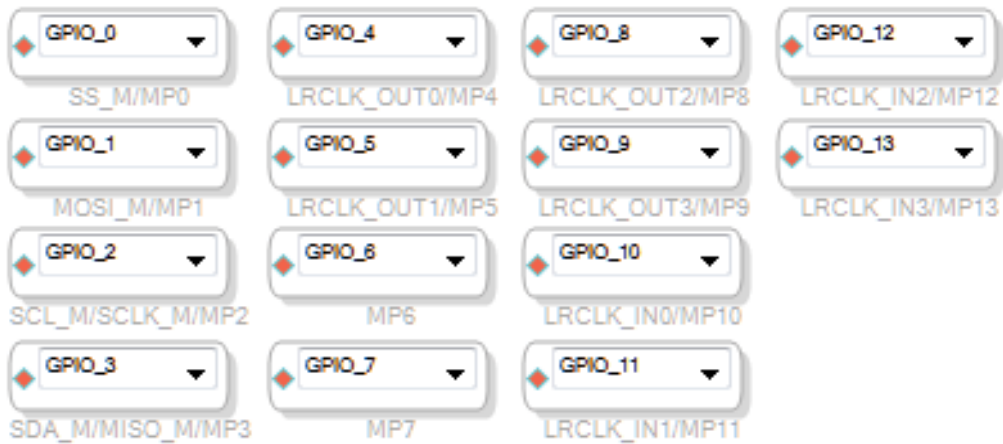 GPIO_0 GPIO_4 GPIO_8 GPIO_12
SS_M/MP0 LRCLK_OUT0/MP4 LRCLK_OUT2/MP8 LRCLK_IN2/MP12
GPIO_1 GPIO_5 GPIO_9 GPIO_13
MOSI_M/MP1 LRCLK_OUT1/MP5 LRCLK_OUT3/MP9 LRCLK_IN3/MP13
GPIO_2 GPIO_6 GPIO_10
SCL_M/SCLK_M/MP2 MP6 LRCLK_IN0/MP10
GPIO_3 GPIO_7 GPIO_11
SDA_M/MISO_M/MP3 MP7 LRCLK_IN1/MP11